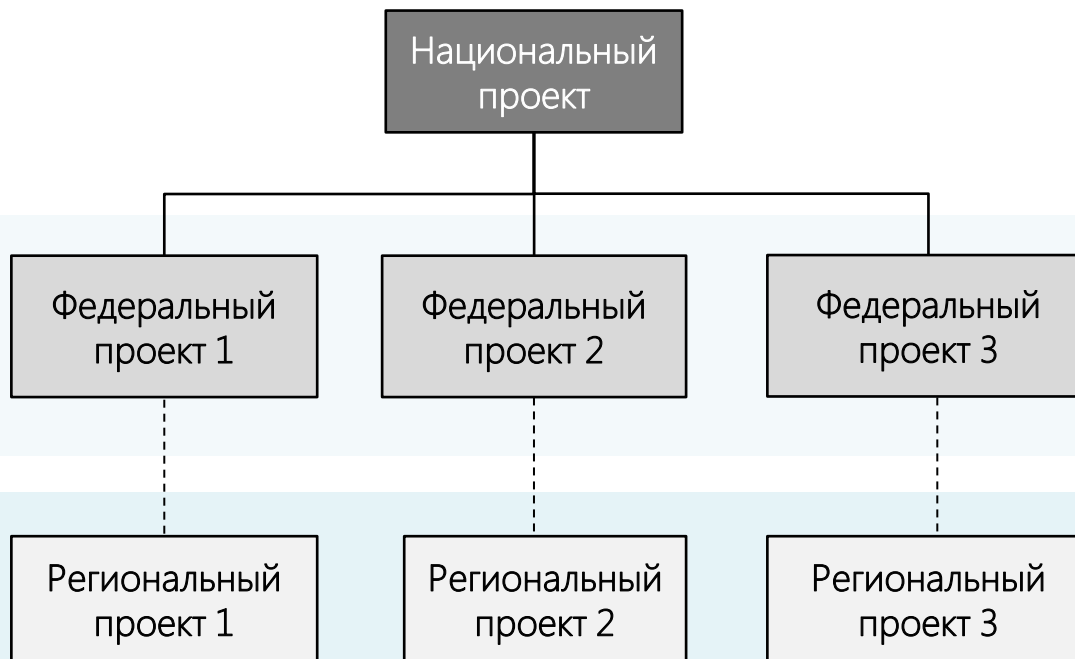 Национальный
проект
Федеральный
проект 1
Федеральный
проект 2
Федеральный
проект 3
Региональный
проект 1
Региональный
проект 2
Региональный
проект 3